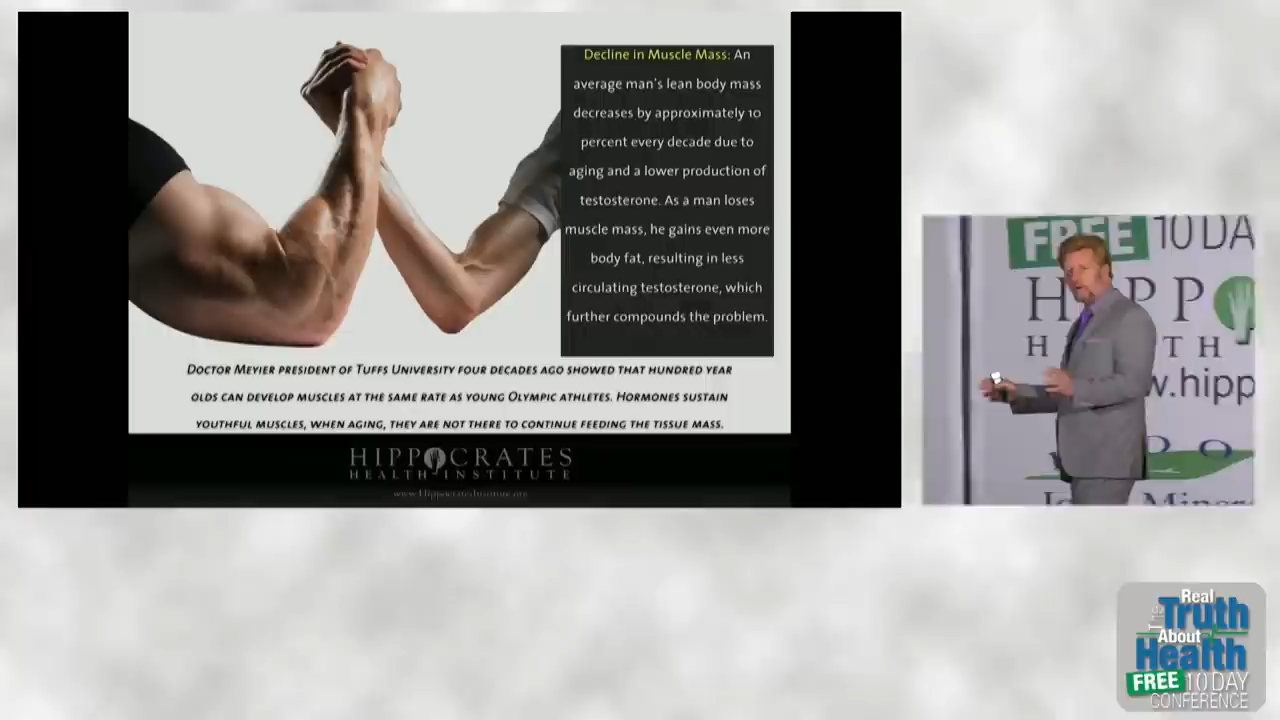 Decline in Muscle Mass: An
average man's lean body mass
decreases by approximately 10
percent every decade due to
aging and a lower production of
testosterone. As a man loses
muscle mass, he gains even more
body fat, resulting in less
circulating testosterone, which
further compounds the problem.
DOCTOR MEYIER PRESIDENT OF TUFFS UNIVERSITY FOUR DECADES AGO SHOWED THAT HUNDRED YEAR
OLDS CAN DEVELOP MUSCLES AT THE SAME RATE AS YOUNG OLYMPIC ATHLETES. HORMONES SUSTAIN
YOUTHFUL MUSCLES, WHEN AGING, THEY ARE NOT THERE TO CONTINUE FEEDING THE TISSUE MASS.
HIPPOCRATES
HEALTH INSTITUTE
www.HippocratesInstitute.org
FREE 10 DA
HIPP
H TH
w.hipp
Real
The Truth
About
Health
FREE 10 DAY
CONFERENCE